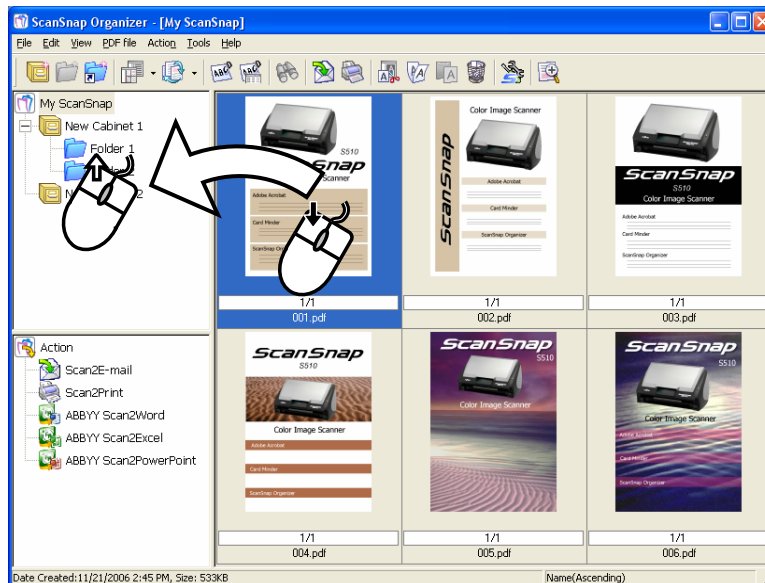 ScanSnap Organizer - [My ScanSnap]
File Edit View PDF file Action Tools Help
My ScanSnap
New Cabinet 1
Folder 1
2
Action
Scan2E-mail
Scan2Print
ABBYY Scan2Word
ABBYY Scan2Excel
ABBYY Scan2PowerPoint
S510
Snap
Scanner
Adobe Acrobat
Card Minder
1/1
001.pdf
Color Image Scanner
ScanSnap
Adobe Acrobat
Card Minder
ScanSnap Organizer
1/1
002.pdf
ScanSnap
S510
Color Image Scanner
Adobe Acrobat
Card Minder
ScanSnap Organizer
1/1
003.pdf
ScanSnap
S510
Color Image Scanner
Adobe Acrobat
Card Minder
ScanSnap Organizer
1/1
004.pdf
ScanSnap
S510
Color Image Scanner
1/1
005.pdf
ScanSnap
S510
Color Image Scanner
Adobe Acrobat
Card Minder
ScanSnap Organizer
1/1
006.pdf
Date Created:11/21/2006 2:45 PM, Size: 533KB
Name(Ascending)